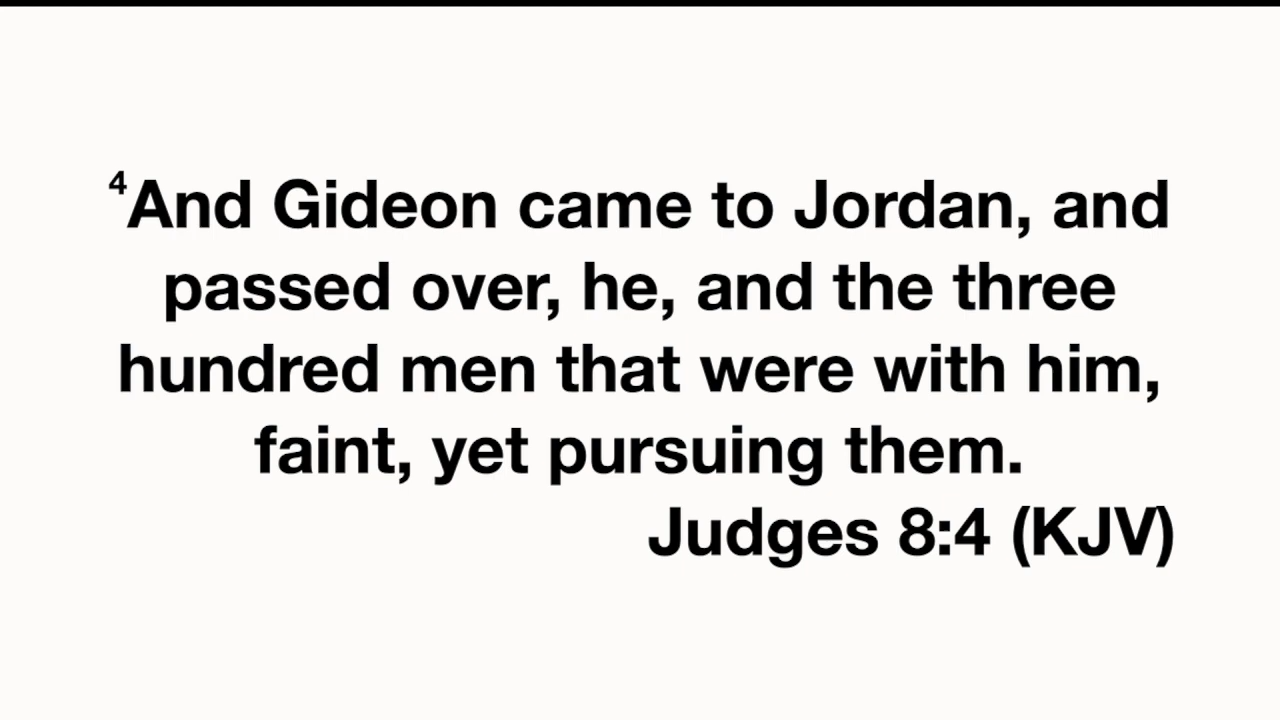 ⁴And Gideon came to Jordan, and
passed over, he, and the three
hundred men that were with him,
faint, yet pursuing them.
Judges 8:4 (KJV)